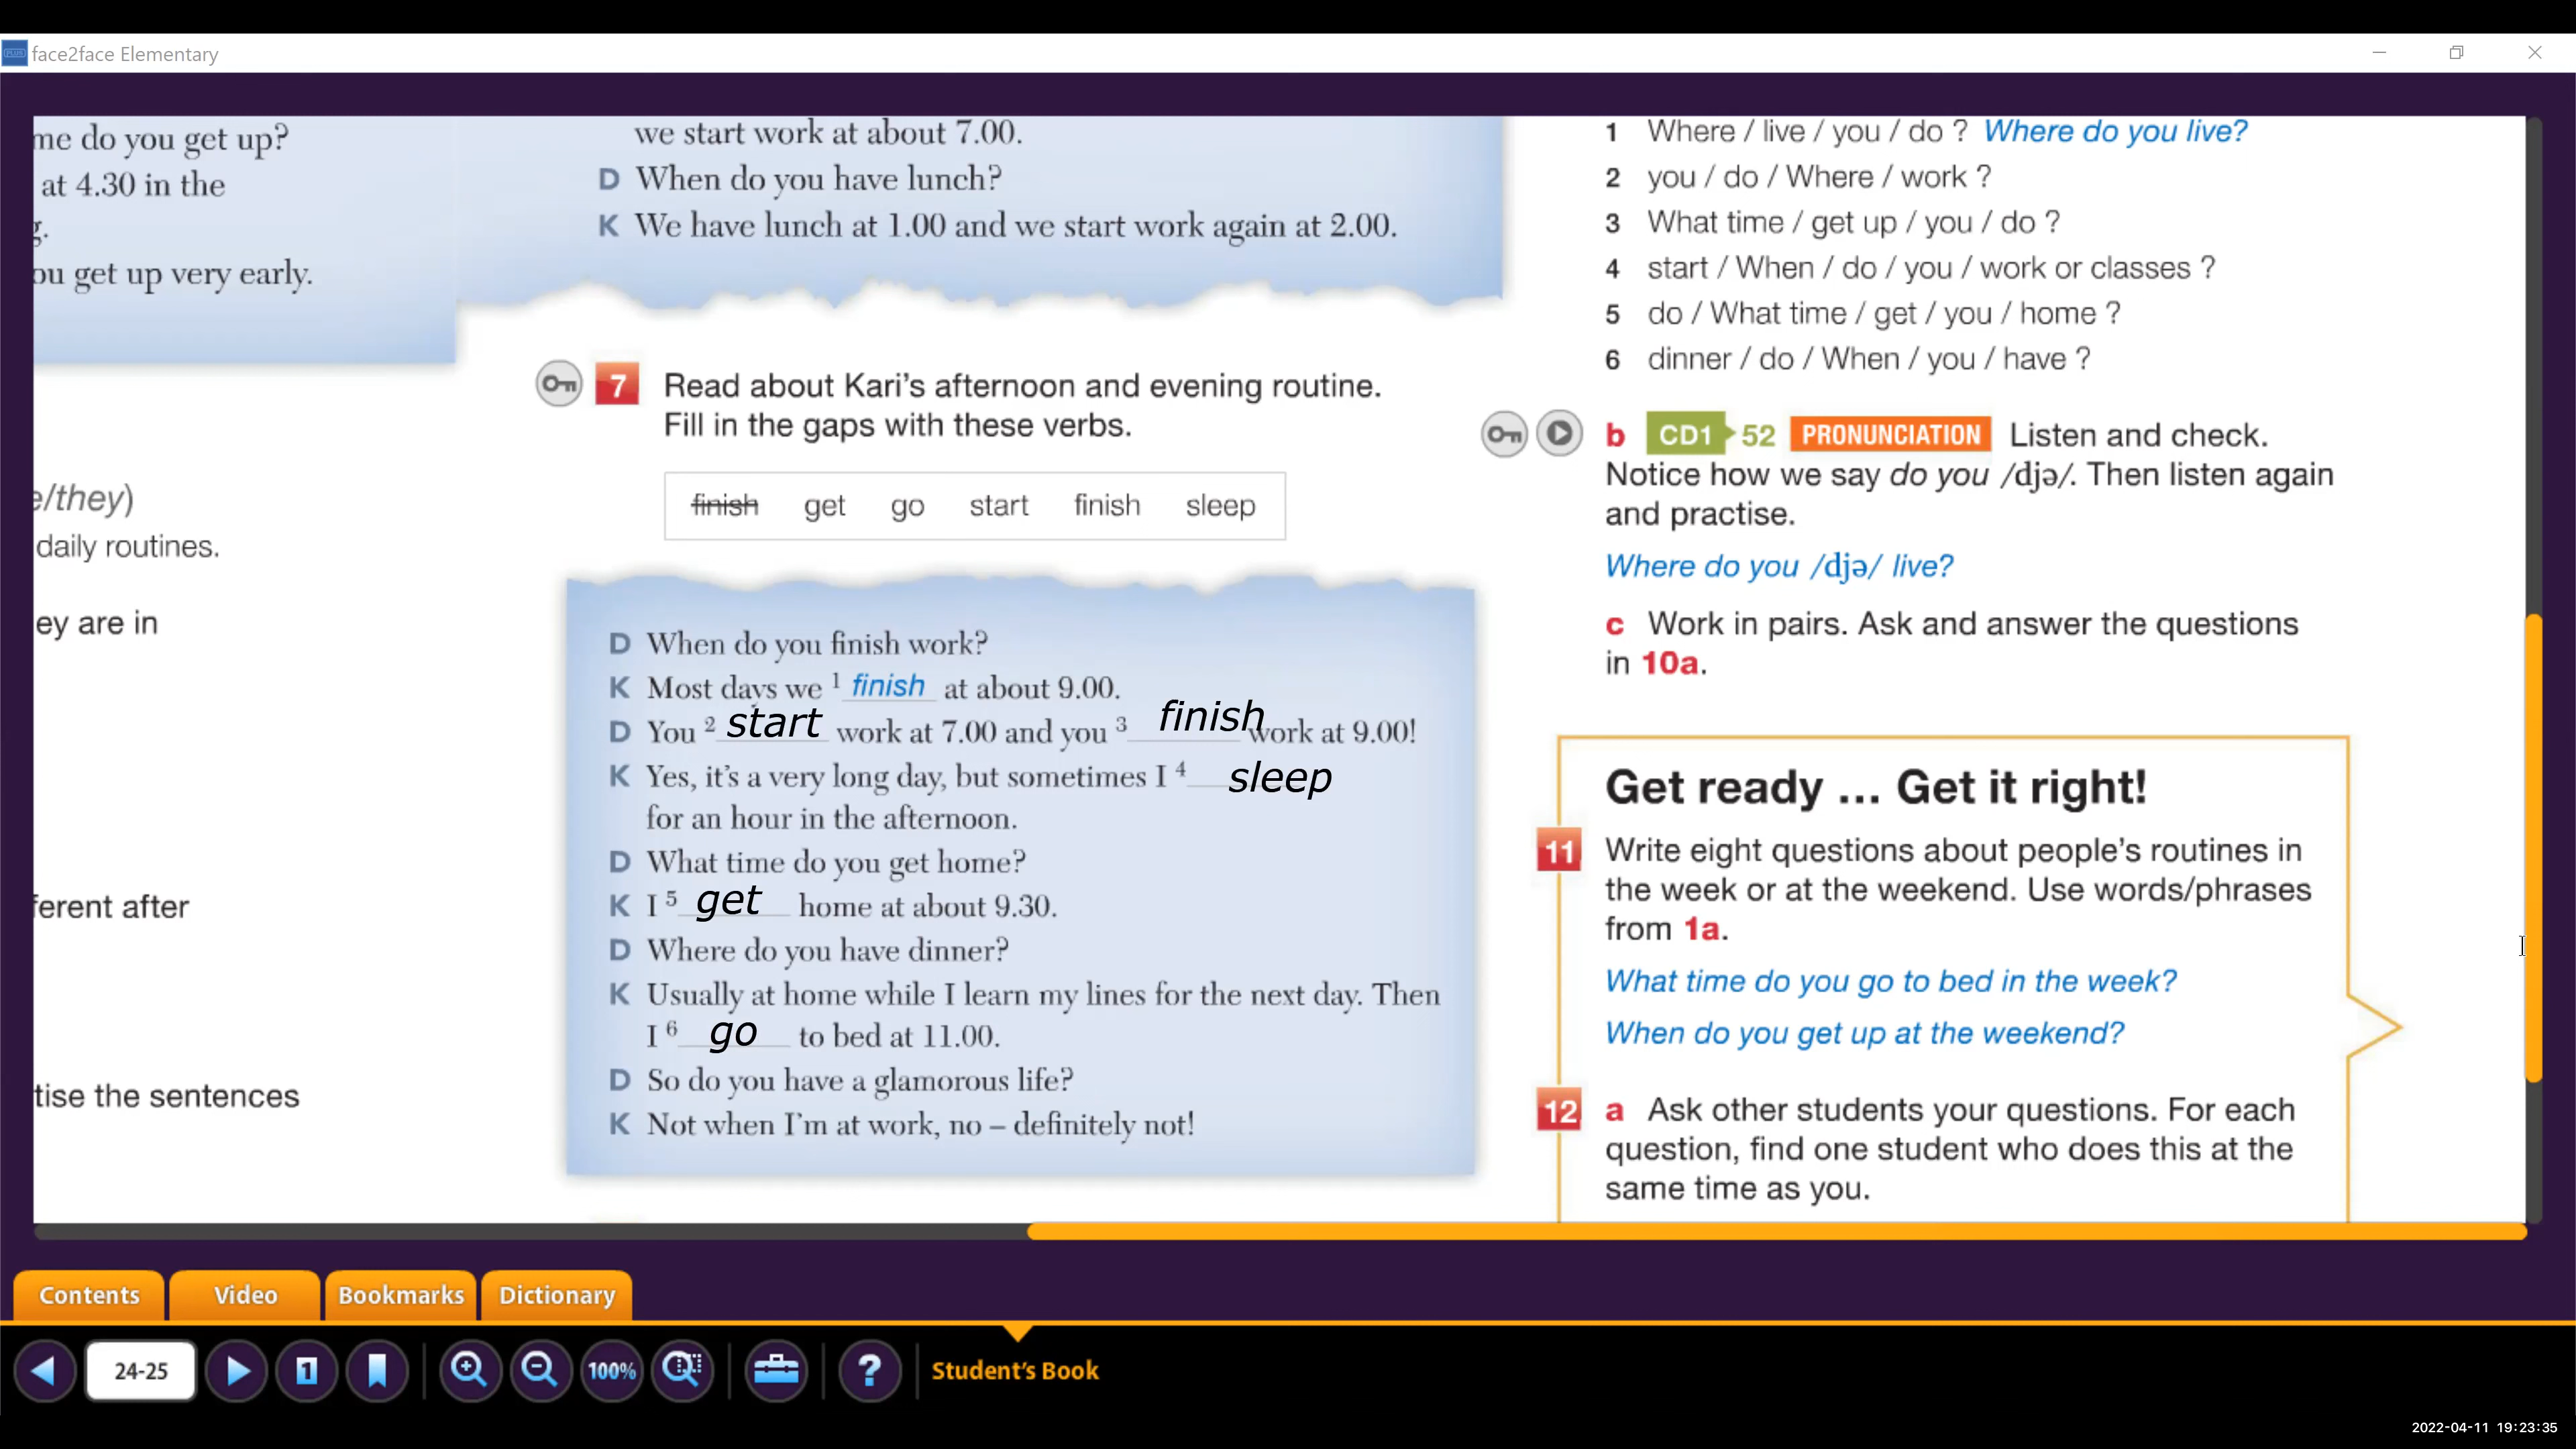 face2face Elementary
me do you get up?
at 4.30 in the
g.
ou get up very early.
e/they)
daily routines.
ey are in
ferent after
tise the sentences
we start work at about 7.00.
D When do you have lunch?
K We have lunch at 1.00 and we start work again at 2.00.
7 Read about Kari's afternoon and evening routine.
Fill in the gaps with these verbs.
finish get go start finish sleep
D When do you finish work?
K Most days we 1 finish at about 9.00.
D You 2 start work at 7.00 and you 3 finish work at 9.00!
K Yes, it's a very long day, but sometimes I 4 sleep
for an hour in the afternoon.
D What time do you get home?
K I 5 get home at about 9.30.
D Where do you have dinner?
K Usually at home while I learn my lines for the next day. Then
I 6 go to bed at 11.00.
D So do you have a glamorous life?
K Not when I'm at work, no – definitely not!
1 Where / live / you / do ? Where do you live?
2 you / do / Where / work ?
3 What time / get up / you / do ?
4 start / When / do / you / work or classes ?
5 do / What time / get / you / home ?
6 dinner / do / When / you / have ?
b CD1 52 PRONUNCIATION Listen and check.
Notice how we say do you /djə/. Then listen again
and practise.
Where do you /djə/ live?
c Work in pairs. Ask and answer the questions
in 10a.
Get ready ... Get it right!
11 Write eight questions about people's routines in
the week or at the weekend. Use words/phrases
from 1a.
What time do you go to bed in the week?
When do you get up at the weekend?
12 a Ask other students your questions. For each
question, find one student who does this at the
same time as you.
Contents Video Bookmarks Dictionary
24-25 1 100% ? Student's Book
2022-04-11 19:23:35